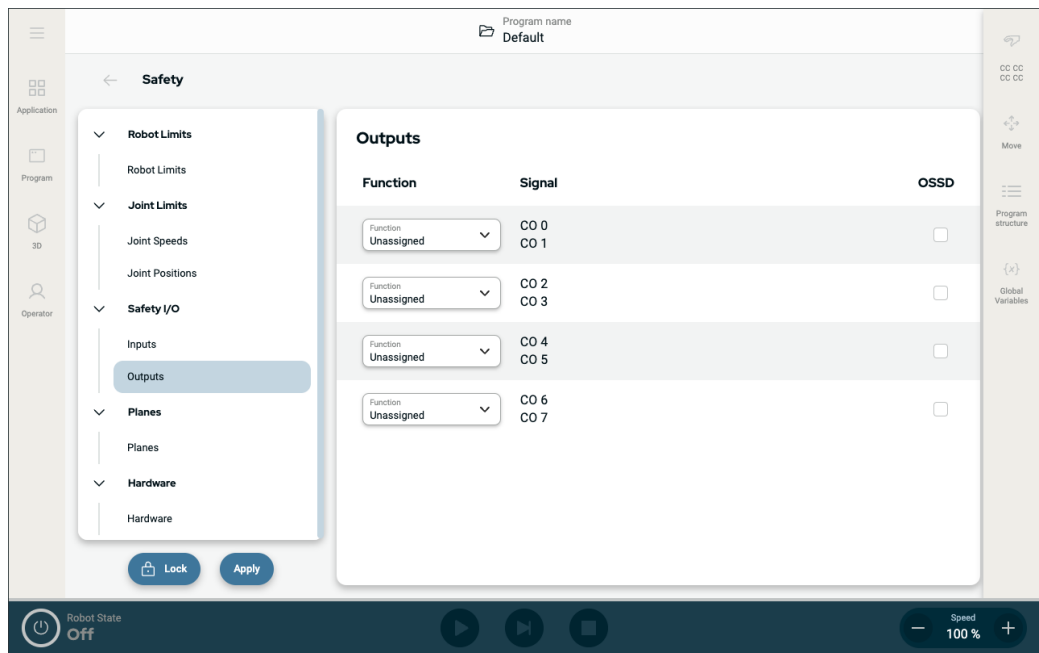 Program name
Default
Application
Program
3D
Operator
Safety
Robot Limits
Robot Limits
Joint Limits
Joint Speeds
Joint Positions
Safety I/O
Inputs
Outputs
Planes
Planes
Hardware
Hardware
Lock
Apply
Outputs
Function
Signal
OSSD
Function
Unassigned
CO 0
CO 1
Function
Unassigned
CO 2
CO 3
Function
Unassigned
CO 4
CO 5
Function
Unassigned
CO 6
CO 7
CC CC
CC CC
Move
Program
structure
{x}
Global
Variables
Robot State
Off
Speed
100 %